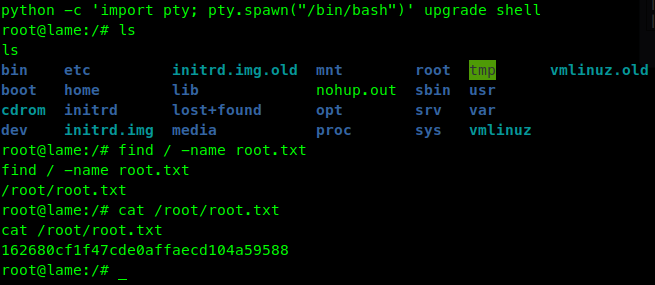 python -c 'import pty; pty.spawn("/bin/bash")' upgrade shell
root@lame:/# ls
ls
bin etc initrd.img.old mnt root tmp vmlinuz.old
boot home lib nohup.out sbin usr
cdrom initrd lost+found opt srv var
dev initrd.img media proc sys vmlinuz
root@lame:/# find / -name root.txt
find / -name root.txt
/root/root.txt
root@lame:/# cat /root/root.txt
cat /root/root.txt
162680cf1f47cde0affaecd104a59588
root@lame:/# _